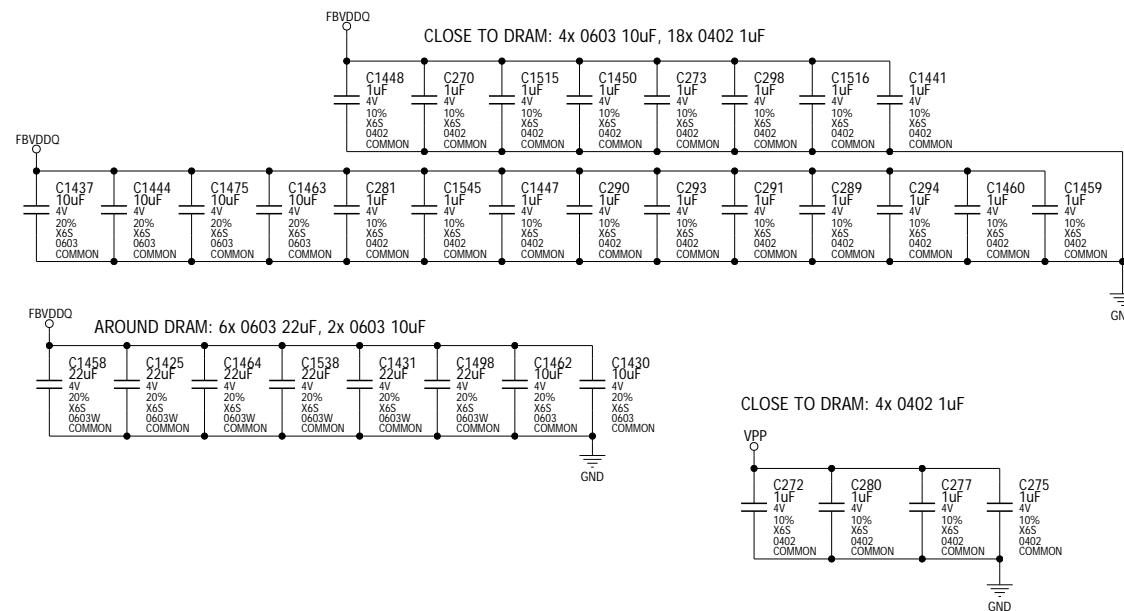 FBVDDQ
CLOSE TO DRAM: 4x 0603 10uF, 18x 0402 1uF
C1448
1uF
4V
10%
X6S
0402
COMMON
C270
1uF
4V
10%
X6S
0402
COMMON
C1515
1uF
4V
10%
X6S
0402
COMMON
C1450
1uF
4V
10%
X6S
0402
COMMON
C273
1uF
4V
10%
X6S
0402
COMMON
C298
1uF
4V
10%
X6S
0402
COMMON
C1516
1uF
4V
10%
X6S
0402
COMMON
C1441
1uF
4V
10%
X6S
0402
COMMON
FBVDDQ
C1437
10uF
4V
20%
X6S
0603
COMMON
C1444
10uF
4V
20%
X6S
0603
COMMON
C1475
10uF
4V
20%
X6S
0603
COMMON
C1463
10uF
4V
20%
X6S
0603
COMMON
C281
1uF
4V
10%
X6S
0402
COMMON
C1545
1uF
4V
10%
X6S
0402
COMMON
C1447
1uF
4V
10%
X6S
0402
COMMON
C290
1uF
4V
10%
X6S
0402
COMMON
C293
1uF
4V
10%
X6S
0402
COMMON
C291
1uF
4V
10%
X6S
0402
COMMON
C289
1uF
4V
10%
X6S
0402
COMMON
C294
1uF
4V
10%
X6S
0402
COMMON
C1460
1uF
4V
10%
X6S
0402
COMMON
C1459
1uF
4V
10%
X6S
0402
COMMON
FBVDDQ
AROUND DRAM: 6x 0603 22uF, 2x 0603 10uF
C1458
22uF
4V
20%
X6S
0603W
COMMON
C1425
22uF
4V
20%
X6S
0603W
COMMON
C1464
22uF
4V
20%
X6S
0603W
COMMON
C1538
22uF
4V
20%
X6S
0603W
COMMON
C1431
22uF
4V
20%
X6S
0603W
COMMON
C1498
22uF
4V
20%
X6S
0603W
COMMON
C1462
10uF
4V
20%
X6S
0603
COMMON
C1430
10uF
4V
20%
X6S
0603
COMMON
GND
CLOSE TO DRAM: 4x 0402 1uF
VPP
C272
1uF
4V
10%
X6S
0402
COMMON
C280
1uF
4V
10%
X6S
0402
COMMON
C277
1uF
4V
10%
X6S
0402
COMMON
C275
1uF
4V
10%
X6S
0402
COMMON
GND